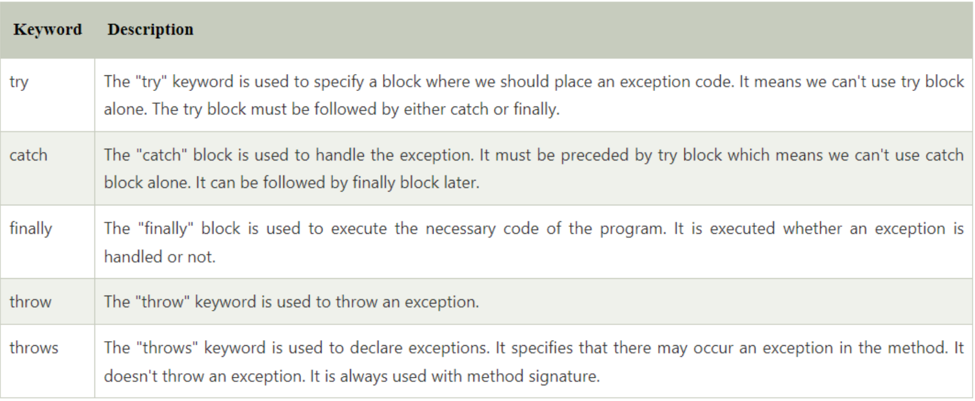 Keyword Description
try The "try" keyword is used to specify a block where we should place an exception code. It means we can't use try block
alone. The try block must be followed by either catch or finally.
catch The "catch" block is used to handle the exception. It must be preceded by try block which means we can't use catch
block alone. It can be followed by finally block later.
finally The "finally" block is used to execute the necessary code of the program. It is executed whether an exception is
handled or not.
throw The "throw" keyword is used to throw an exception.
throws The "throws" keyword is used to declare exceptions. It specifies that there may occur an exception in the method. It
doesn't throw an exception. It is always used with method signature.